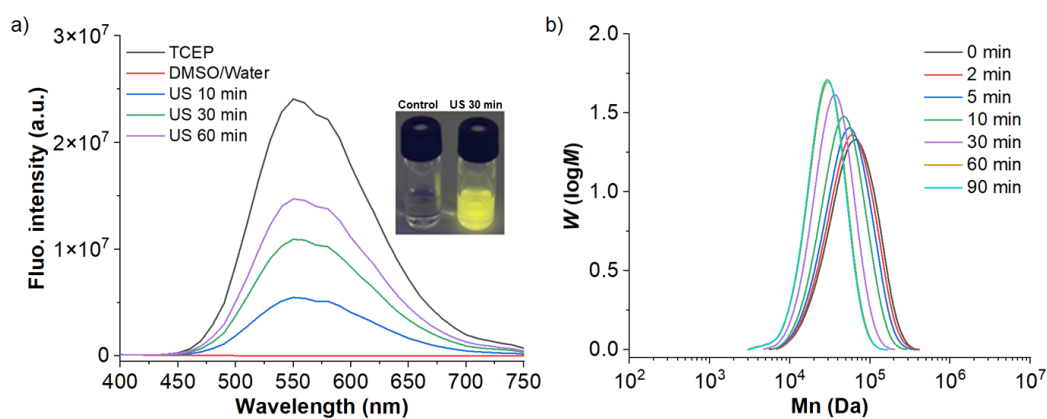 a)
3×10⁷
2×10⁷
1×10⁷
0
Fluo. intensity (a.u.)
TCEP
DMSO/Water
US 10 min
US 30 min
US 60 min
Control US 30 min
400 450 500 550 600 650 700 750
Wavelength (nm)
b)
2.0
1.5
1.0
0.5
0.0
W (logM)
0 min
2 min
5 min
10 min
30 min
60 min
90 min
10² 10³ 10⁴ 10⁵ 10⁶ 10⁷
Mn (Da)